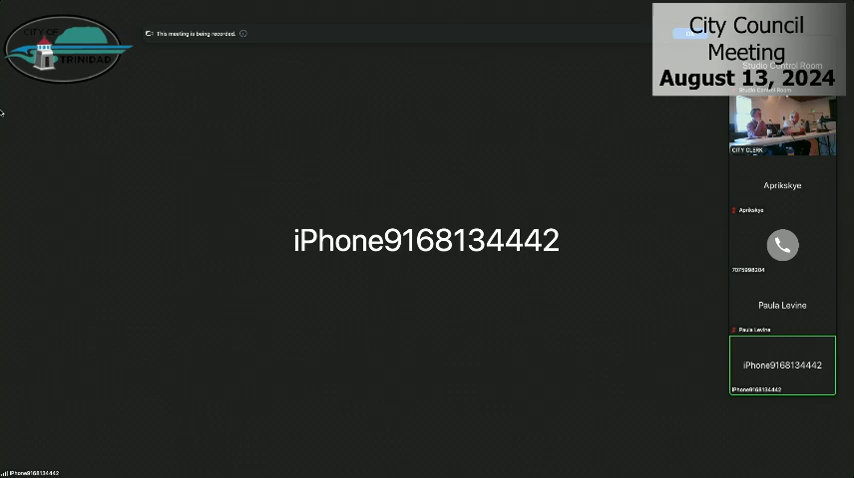 CITY OF
TRINIDAD
This meeting is being recorded.
City Council
Meeting
August 13, 2024
Studio Control Room
Studio Control Room
CITY CLERK
Aprikskye
Aprikskye
7075998204
Paula Levine
Paula Levine
iPhone9168134442
iPhone9168134442
iPhone9168134442
iPhone9168134442